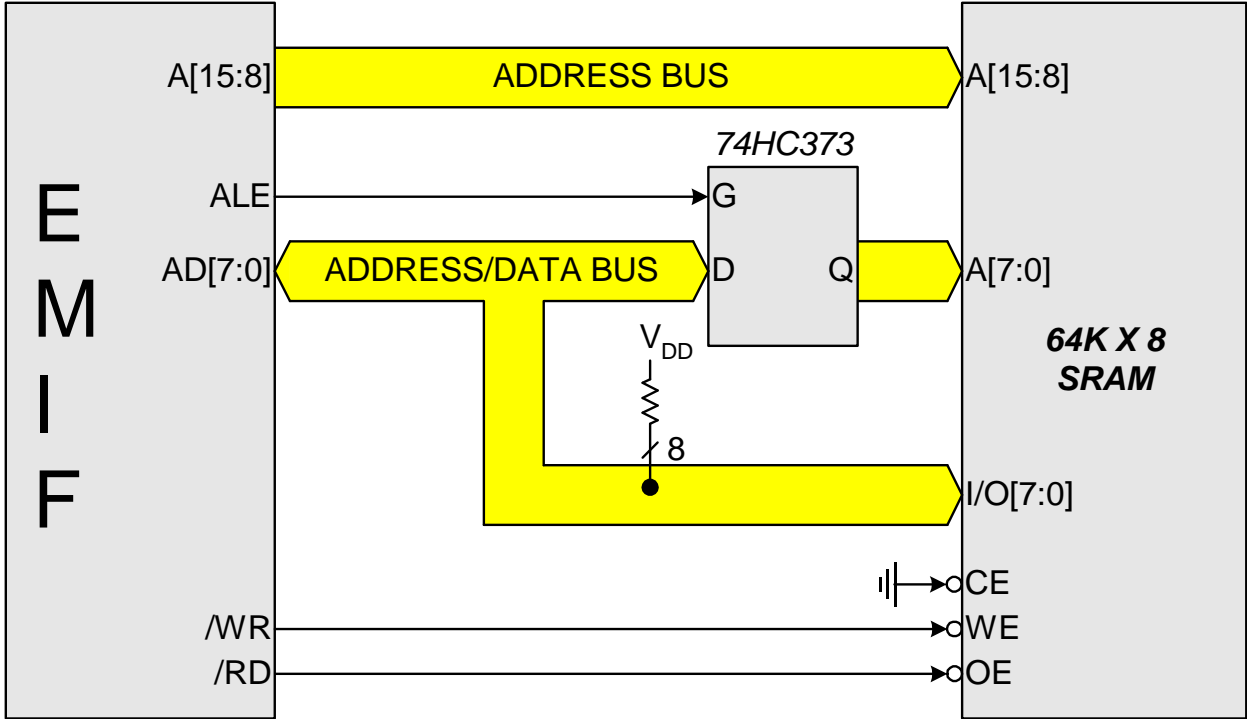 A[15:8]
ADDRESS BUS
A[15:8]
74HC373
ALE
G
AD[7:0]
ADDRESS/DATA BUS
D
Q
A[7:0]
E
M
I
F
VDD
8
64K X 8
SRAM
I/O[7:0]
CE
/WR
WE
/RD
OE